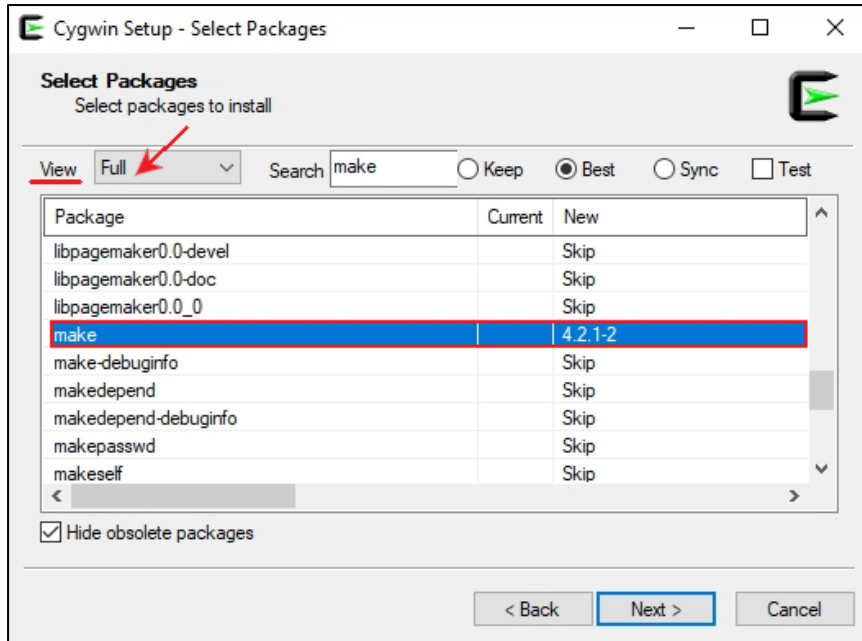 Cygwin Setup - Select Packages
Select Packages
Select packages to install
View Full Search make Keep Best Sync Test
Package Current New
libpagemaker0.0-devel Skip
libpagemaker0.0-doc Skip
libpagemaker0.0_0 Skip
make 4.2.1-2
make-debuginfo Skip
makedepend Skip
makedepend-debuginfo Skip
makepasswd Skip
makeself Skip
Hide obsolete packages
< Back Next > Cancel